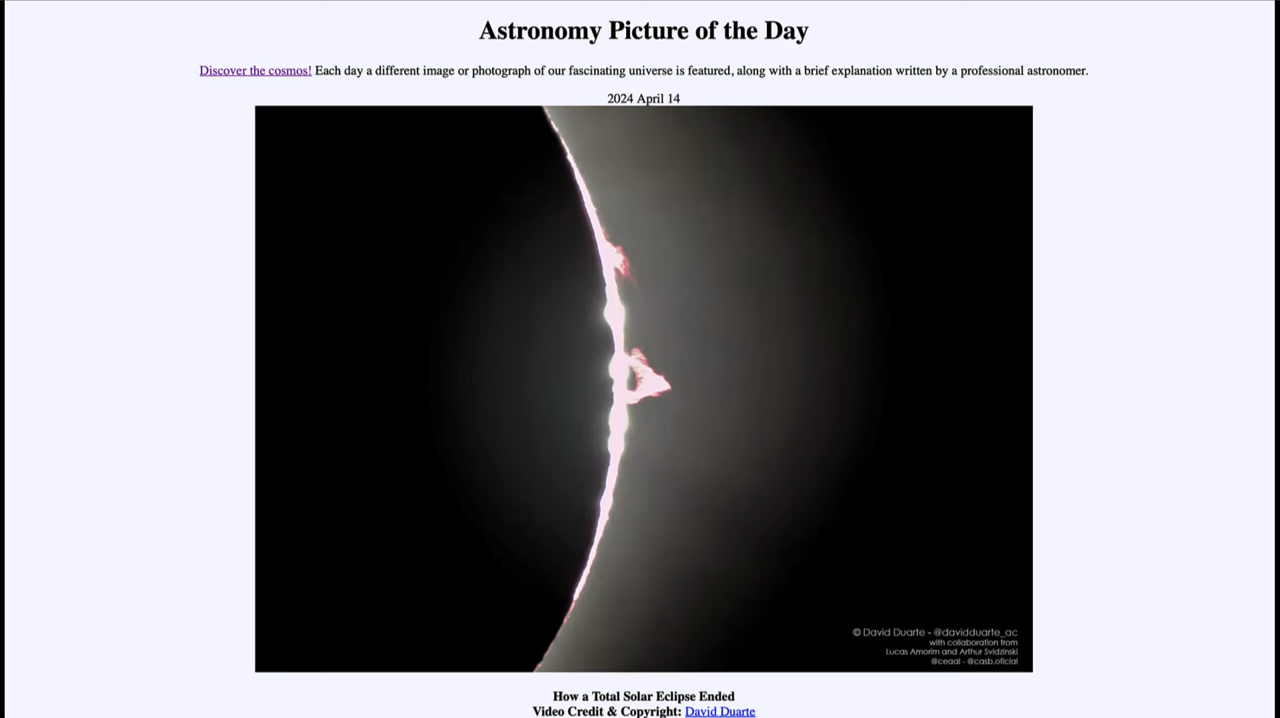 Astronomy Picture of the Day
Discover the cosmos! Each day a different image or photograph of our fascinating universe is featured, along with a brief explanation written by a professional astronomer.
2024 April 14
© David Duarte - @davidduarte_ac
with collaboration from
Lucas Amorim and Arthur Svidzinski
@ceaal - @casb.oficial
How a Total Solar Eclipse Ended
Video Credit & Copyright: David Duarte